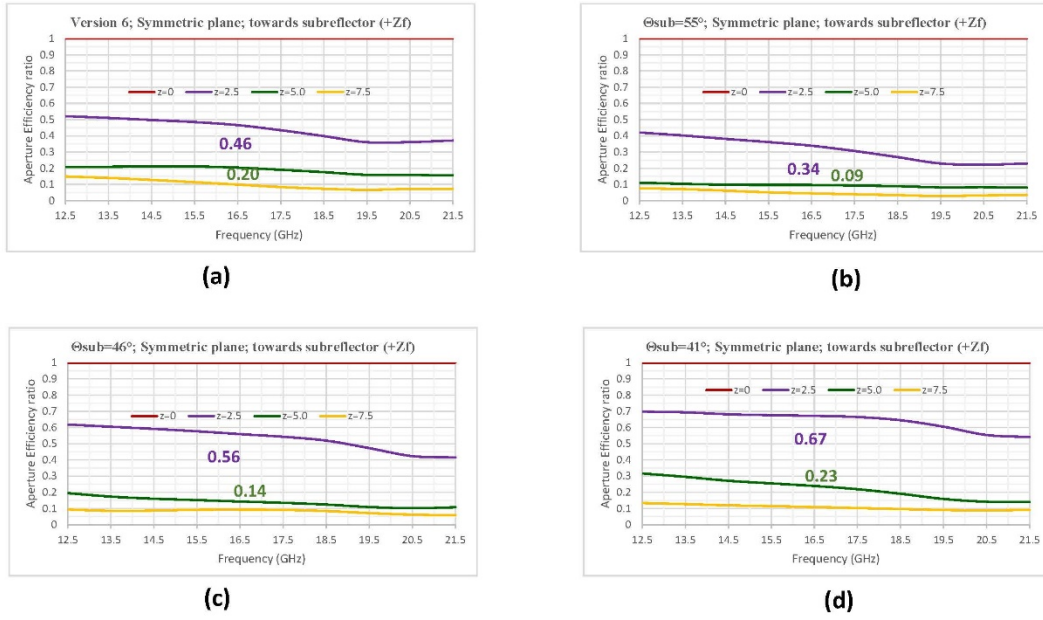 Version 6; Symmetric plane; towards subreflector (+Zf)
Aperture Efficiency ratio
1
0.9
0.8
0.7
0.6
0.5
0.4
0.3
0.2
0.1
0
z=0 z=2.5 z=5.0 z=7.5
0.46
0.20
12.5 13.5 14.5 15.5 16.5 17.5 18.5 19.5 20.5 21.5
Frequency (GHz)
(a)
Θsub=55°; Symmetric plane; towards subreflector (+Zf)
Aperture Efficiency ratio
1
0.9
0.8
0.7
0.6
0.5
0.4
0.3
0.2
0.1
0
z=0 z=2.5 z=5.0 z=7.5
0.34 0.09
12.5 13.5 14.5 15.5 16.5 17.5 18.5 19.5 20.5 21.5
Frequency (GHz)
(b)
Θsub=46°; Symmetric plane; towards subreflector (+Zf)
Aperture Efficiency ratio
1
0.9
0.8
0.7
0.6
0.5
0.4
0.3
0.2
0.1
0
z=0 z=2.5 z=5.0 z=7.5
0.56
0.14
12.5 13.5 14.5 15.5 16.5 17.5 18.5 19.5 20.5 21.5
Frequency (GHz)
(c)
Θsub=41°; Symmetric plane; towards subreflector (+Zf)
Aperture Efficiency ratio
1
0.9
0.8
0.7
0.6
0.5
0.4
0.3
0.2
0.1
0
z=0 z=2.5 z=5.0 z=7.5
0.67
0.23
12.5 13.5 14.5 15.5 16.5 17.5 18.5 19.5 20.5 21.5
Frequency (GHz)
(d)